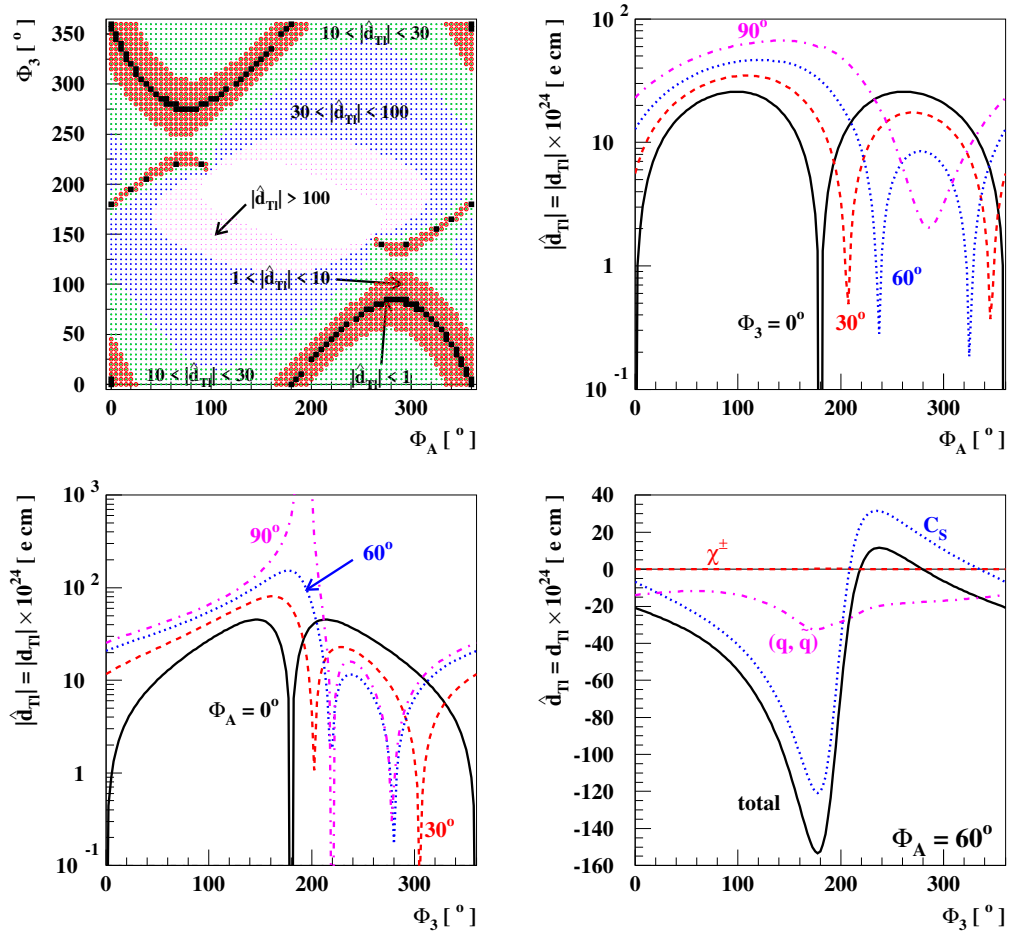 Φ3 [ ° ]
350
300
250
200
150
100
50
0
10 < |d̂Tl| < 30
30 < |d̂Tl| < 100
|d̂Tl| > 100
1 < |d̂Tl| < 10
10 < |d̂Tl| < 30
|d̂Tl| < 1
0 100 200 300
ΦA [ ° ]
|d̂Tl| = |dTl| × 10^24 [ e cm ]
10^2
10
1
10^-1
90°
60°
Φ3 = 0°
30°
0 100 200 300
ΦA [ ° ]
|d̂Tl| = |dTl| × 10^24 [ e cm ]
10^3
10^2
10
1
10^-1
90°
60°
ΦA = 0°
30°
0 100 200 300
Φ3 [ ° ]
d̂Tl = dTl × 10^24 [ e cm ]
40
20
0
-20
-40
-60
-80
-100
-120
-140
-160
CS
χ±
(q, q)
total
ΦA = 60°
0 100 200 300
Φ3 [ ° ]